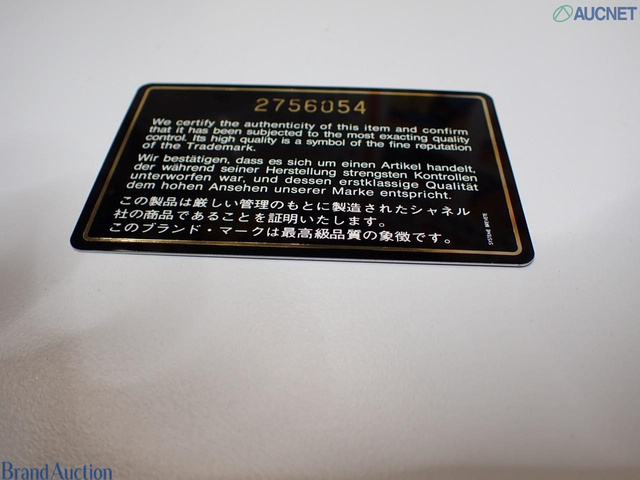 AUCNET
2756054
We certify the authenticity of this item and confirm
that it has been subjected to the most exacting quality
control. Its high quality is a symbol of the fine reputation
of the Trademark.
Wir bestätigen, dass es sich um einen Artikel handelt,
der während seiner Herstellung strengsten Kontrollen
unterworfen war, und dessen erstklassige Qualität
dem hohen Ansehen unserer Marke entspricht.
この製品は厳しい管理のもとに製造されたシャネル
社の商品であることを証明いたします。
このブランド・マークは最高級品質の象徴です。
Brand Auction